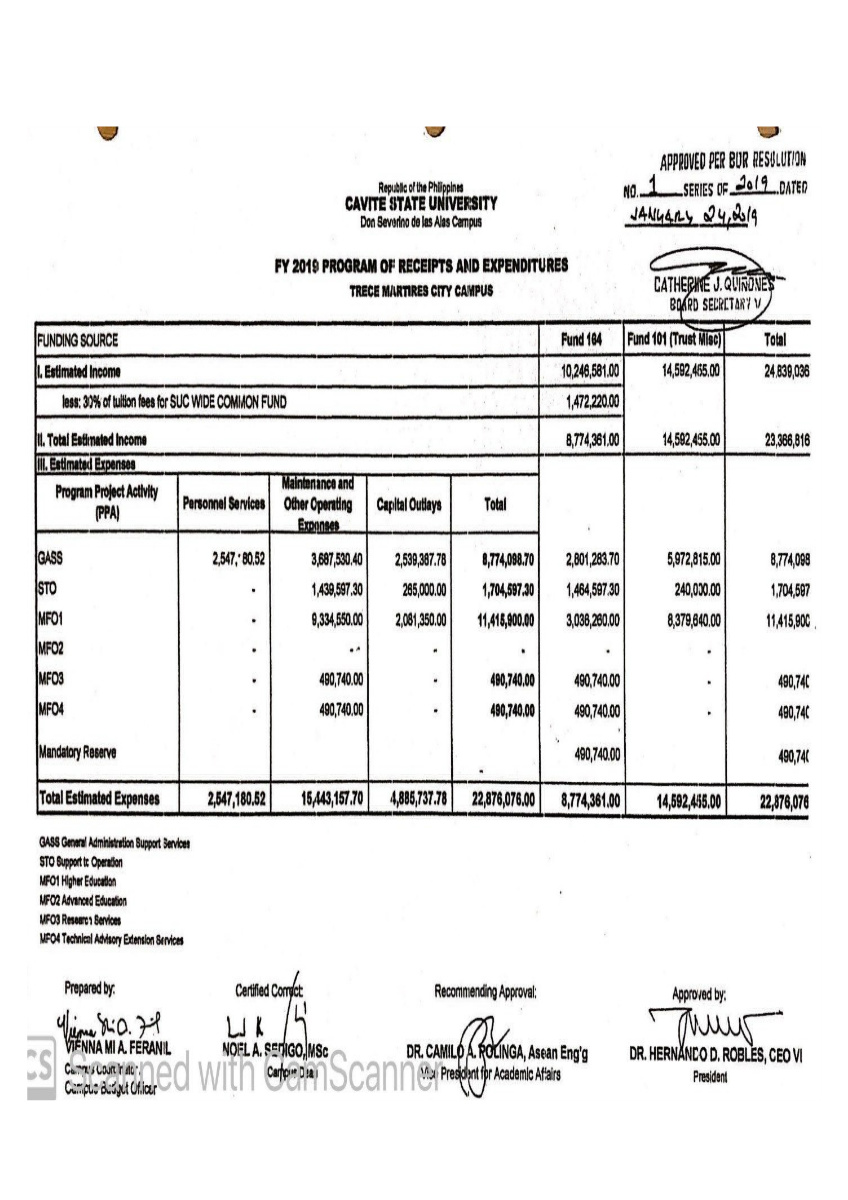 APPROVED PER BOR RESOLUTION
NO. 1 SERIES OF 2019 DATED
JANUARY 24, 2019
Republic of the Philippines
CAVITE STATE UNIVERSITY
Don Severino de las Alas Campus
FY 2019 PROGRAM OF RECEIPTS AND EXPENDITURES
TRECE MARTIRES CITY CAMPUS
CATHERINE J. QUIÑONES
BOARD SECRETARY V
FUNDING SOURCE Fund 164 Fund 101 (Trust Misc) Total
I. Estimated Income 10,246,581.00 14,592,455.00 24,839,036
less: 30% of tuition fees for SUC WIDE COMMON FUND 1,472,220.00
II. Total Estimated Income 8,774,361.00 14,592,455.00 23,366,816
III. Estimated Expenses
Program Project Activity (PPA) Personnel Services Maintenance and Other Operating Expenses Capital Outlays Total
GASS 2,547, 80.52 3,687,530.40 2,539,387.78 8,774,098.70 2,801,283.70 5,972,815.00 8,774,098
STO - 1,439,597.30 265,000.00 1,704,597.30 1,464,597.30 240,000.00 1,704,597
MFO1 - 9,334,550.00 2,081,350.00 11,415,900.00 3,036,260.00 8,379,640.00 11,415,900
MFO2 - - - - - -
MFO3 - 490,740.00 - 490,740.00 490,740.00 - 490,740
MFO4 - 490,740.00 - 490,740.00 490,740.00 - 490,740
Mandatory Reserve - 490,740.00 490,740
Total Estimated Expenses 2,547,180.52 15,443,157.70 4,885,737.78 22,876,076.00 8,774,361.00 14,592,455.00 22,876,076
GASS General Administration Support Services
STO Support to Operation
MFO1 Higher Education
MFO2 Advanced Education
MFO3 Research Services
MFO4 Technical Advisory Extension Services
Prepared by: Certified Correct: Recommending Approval: Approved by:
VIENNA MI A. FERANIL NOEL A. SEDIGO, MSc DR. CAMILO A. POLINGA, Asean Eng'g DR. HERNANDO D. ROBLES, CEO VI
Campus Coordinator, Campus Dean Vice President for Academic Affairs President
Campus Budget Officer
CS Scanned with CamScanner